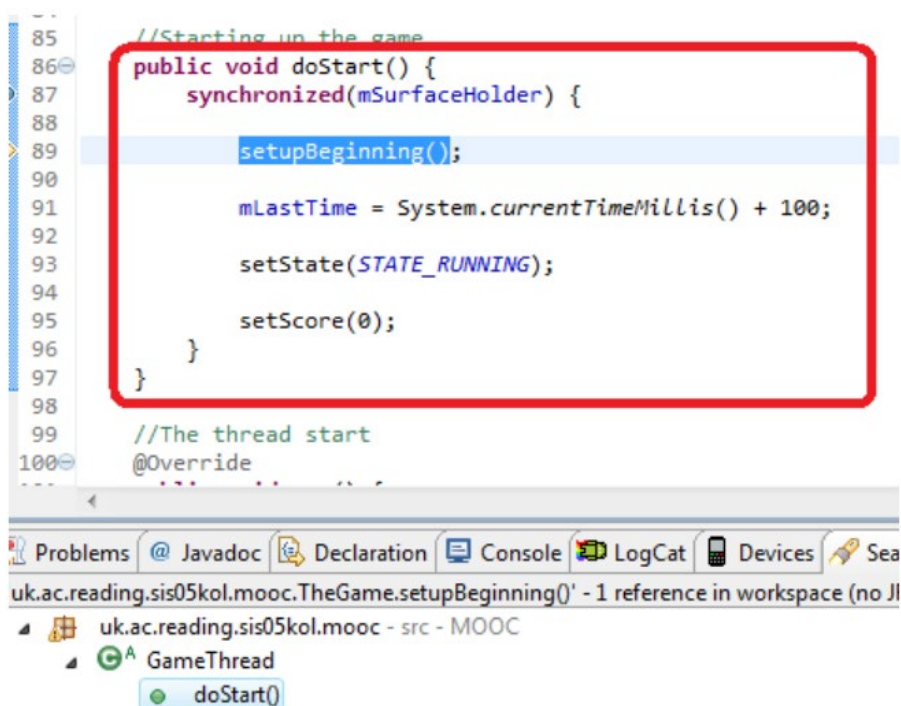 85 //Starting up the game
86 public void doStart() {
87 synchronized(mSurfaceHolder) {
88
89 setupBeginning();
90
91 mLastTime = System.currentTimeMillis() + 100;
92
93 setState(STATE_RUNNING);
94
95 setScore(0);
96 }
97 }
98
99 //The thread start
100 @Override
Problems @ Javadoc Declaration Console LogCat Devices Sea
uk.ac.reading.sis05kol.mooc.TheGame.setupBeginning()' - 1 reference in workspace (no J
uk.ac.reading.sis05kol.mooc - src - MOOC
GameThread
doStart()